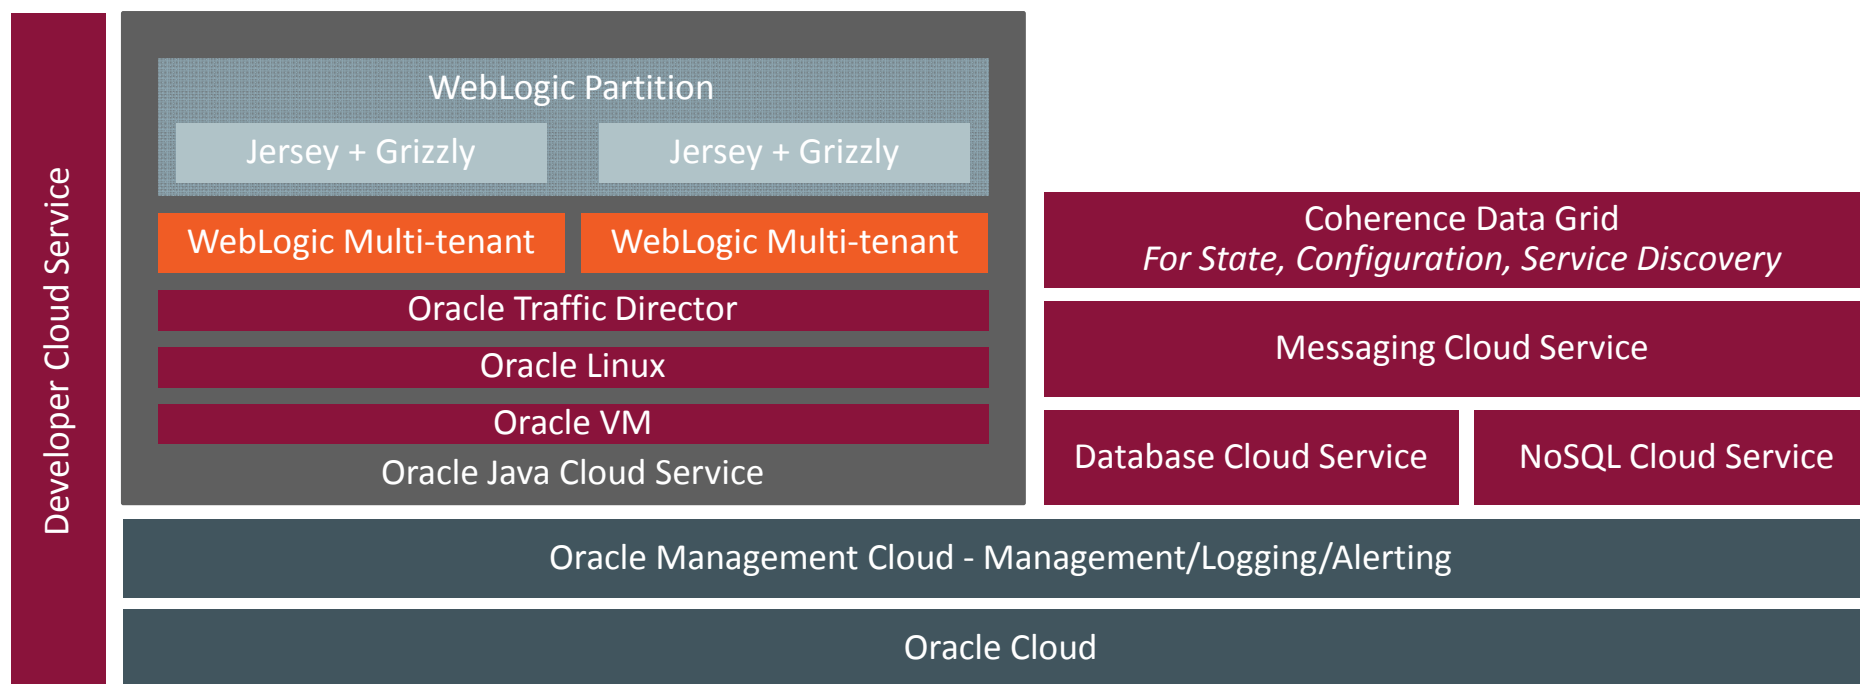 Developer Cloud Service
WebLogic Partition
Jersey + Grizzly
Jersey + Grizzly
WebLogic Multi-tenant
WebLogic Multi-tenant
Oracle Traffic Director
Oracle Linux
Oracle VM
Oracle Java Cloud Service
Coherence Data Grid
For State, Configuration, Service Discovery
Messaging Cloud Service
Database Cloud Service
NoSQL Cloud Service
Oracle Management Cloud - Management/Logging/Alerting
Oracle Cloud